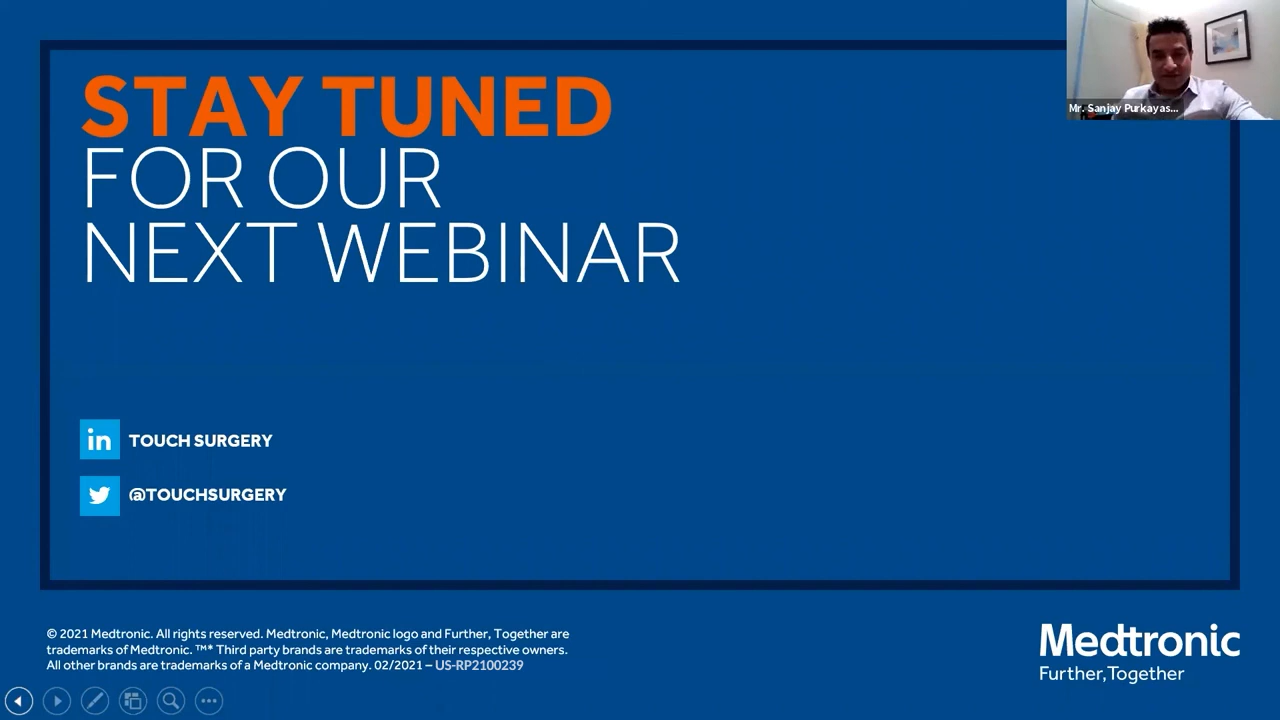 STAY TUNED
FOR OUR
NEXT WEBINAR
Mr. Sanjay Purkayas...
in TOUCH SURGERY
@TOUCHSURGERY
© 2021 Medtronic. All rights reserved. Medtronic, Medtronic logo and Further, Together are
trademarks of Medtronic. ™* Third party brands are trademarks of their respective owners.
All other brands are trademarks of a Medtronic company. 02/2021 – US-RP2100239
Medtronic
Further, Together